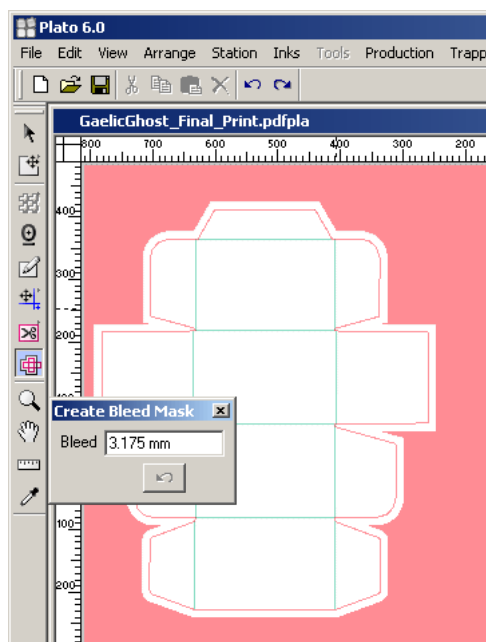 Plato 6.0
File Edit View Arrange Station Inks Tools Production Trapp
GaelicGhost_Final_Print.pdfpla
800 700 600 500 400 300 200
400
300
200
Create Bleed Mask
Bleed 3.175 mm
100
200